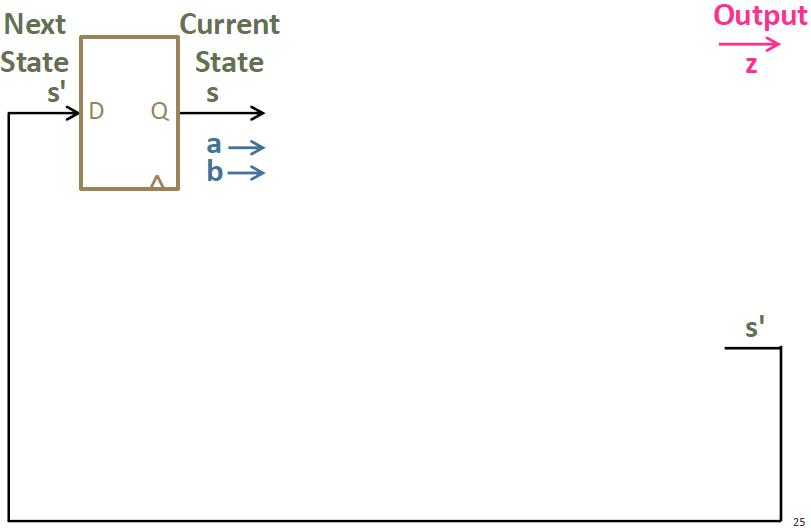 Next
State
s'
D
Q
Current
State
s
a
b
Output
z
s'
25